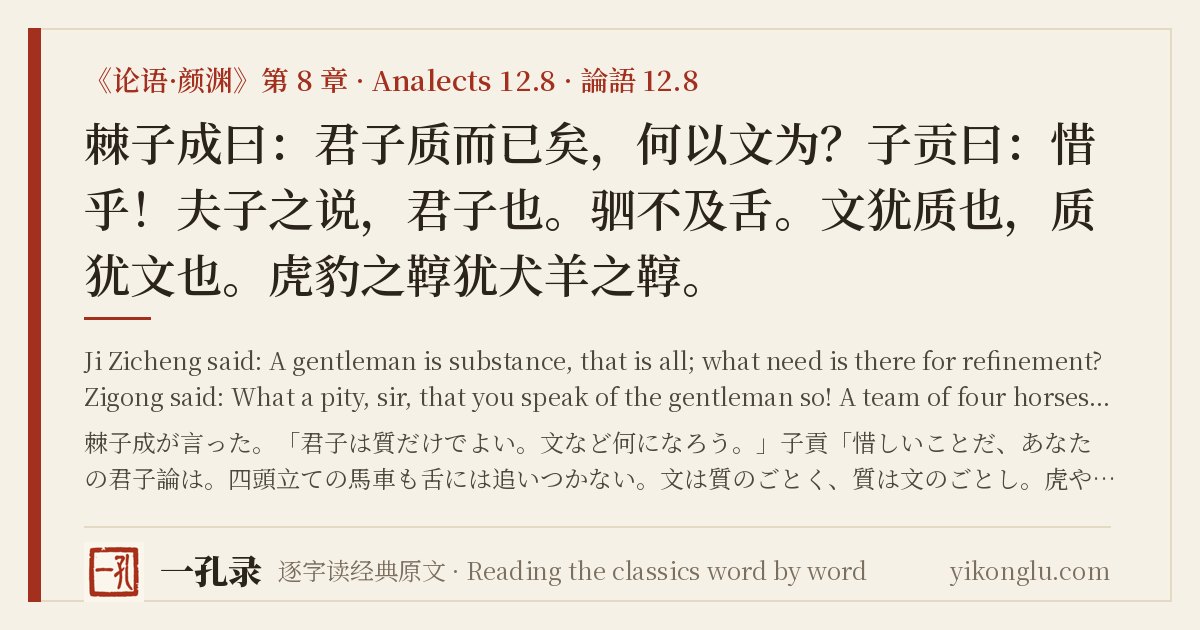 《论语·颜渊》第 8 章 · Analects 12.8 · 論語 12.8
棘子成曰：君子质而已矣，何以文为？子贡曰：惜
乎！夫子之说，君子也。驷不及舌。文犹质也，质
犹文也。虎豹之鞟犹犬羊之鞟。
Ji Zicheng said: A gentleman is substance, that is all; what need is there for refinement?
Zigong said: What a pity, sir, that you speak of the gentleman so! A team of four horses...
棘子成が言った。「君子は質だけでよい。文など何になろう。」子貢「惜しいことだ、あなた
の君子論は。四頭立ての馬車も舌には追いつかない。文は質のごとく、質は文のごとし。虎や…
一孔
一孔录 逐字读经典原文 · Reading the classics word by word yikonglu.com